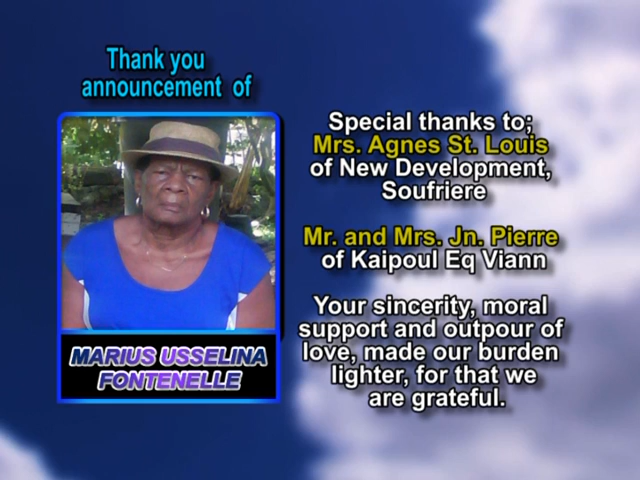 Thank you
announcement of
MARIUS USSELINA
FONTENELLE
Special thanks to;
Mrs. Agnes St. Louis
of New Development,
Soufriere
Mr. and Mrs. Jn. Pierre
of Kaipoul Eq Viann
Your sincerity, moral
support and outpour of
love, made our burden
lighter, for that we
are grateful.